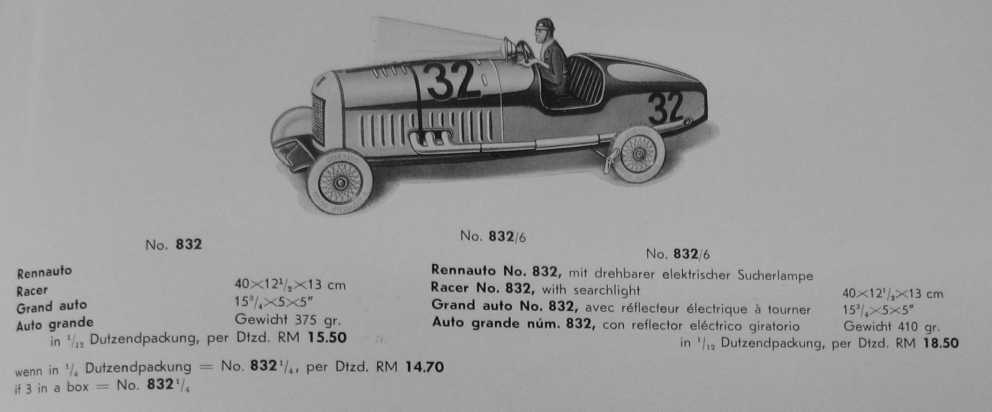 32
32
No. 832
Rennauto
Racer
Grand auto
Auto grande
40×12½×13 cm
15¾×5×5"
Gewicht 375 gr.
in 1/12 Dutzendpackung, per Dtzd. RM 15.50
wenn in ¼ Dutzendpackung = No. 832¼, per Dtzd. RM 14.70
if 3 in a box = No. 832¼
No. 832/6
No. 832/6
Rennauto No. 832, mit drehbarer elektrischer Sucherlampe
Racer No. 832, with searchlight
Grand auto No. 832, avec réflecteur électrique à tourner
Auto grande núm. 832, con reflector eléctrico giratorio
40×12½×13 cm
15¾×5×5"
Gewicht 410 gr.
in 1/12 Dutzendpackung, per Dtzd. RM 18.50